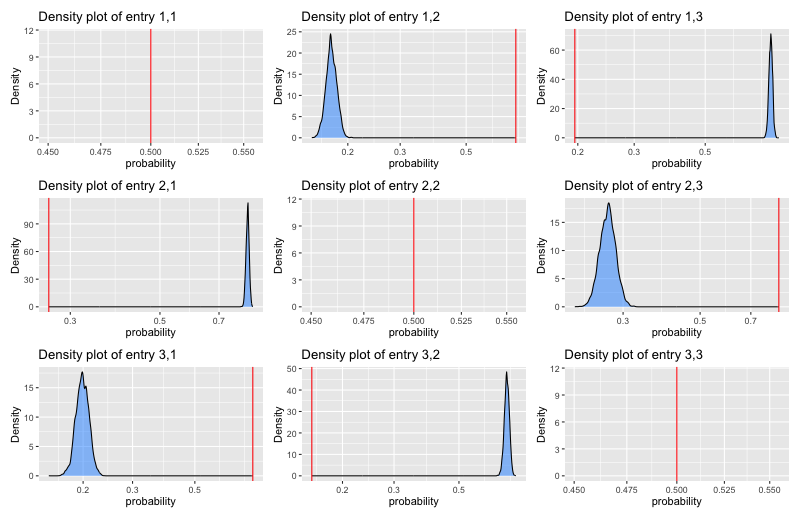 Density plot of entry 1,1
Density
12
9
6
3
0
0.450 0.475 0.500 0.525 0.550
probability
Density plot of entry 1,2
Density
25
20
15
10
5
0
0.2 0.3 0.5
probability
Density plot of entry 1,3
Density
60
40
20
0
0.2 0.3 0.5
probability
Density plot of entry 2,1
Density
90
60
30
0
0.3 0.5 0.7
probability
Density plot of entry 2,2
Density
12
9
6
3
0
0.450 0.475 0.500 0.525 0.550
probability
Density plot of entry 2,3
Density
15
10
5
0
0.3 0.5 0.7
probability
Density plot of entry 3,1
Density
15
10
5
0
0.2 0.3 0.5
probability
Density plot of entry 3,2
Density
50
40
30
20
10
0
0.2 0.3 0.5
probability
Density plot of entry 3,3
Density
12
9
6
3
0
0.450 0.475 0.500 0.525 0.550
probability